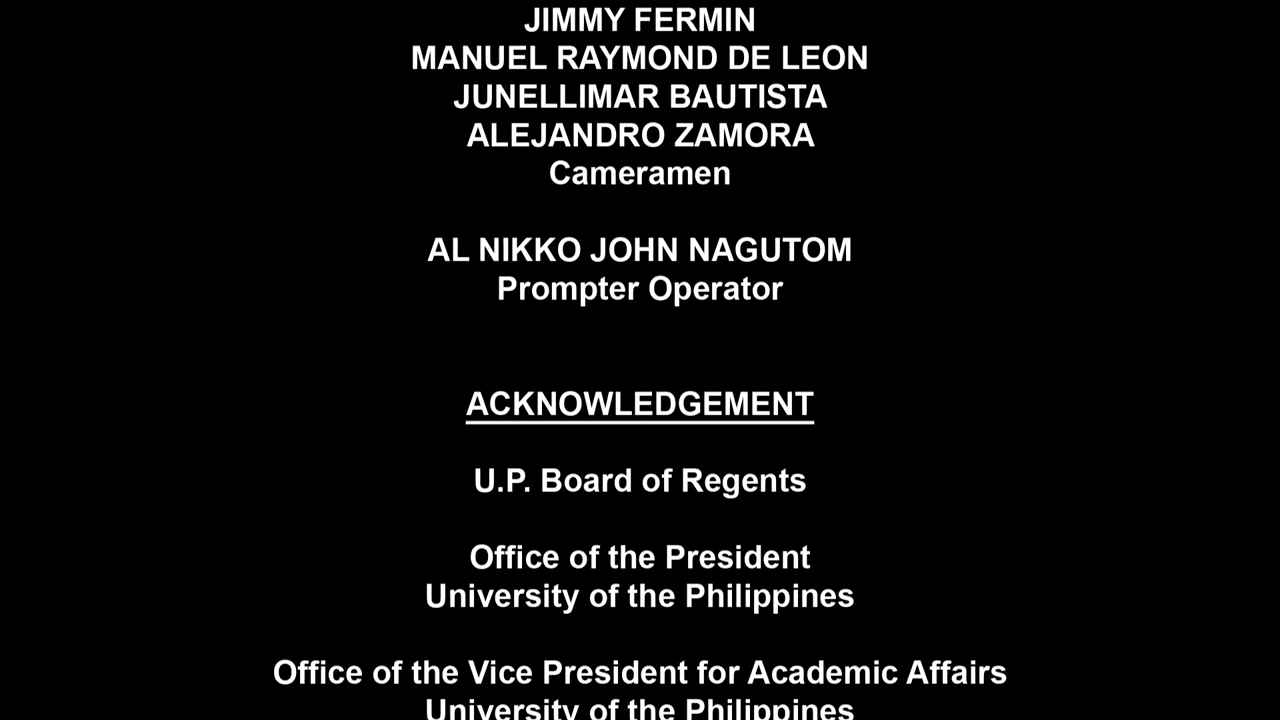 JIMMY FERMIN
MANUEL RAYMOND DE LEON
JUNELLIMAR BAUTISTA
ALEJANDRO ZAMORA
Cameramen
AL NIKKO JOHN NAGUTOM
Prompter Operator
ACKNOWLEDGEMENT
U.P. Board of Regents
Office of the President
University of the Philippines
Office of the Vice President for Academic Affairs
University of the Philippines